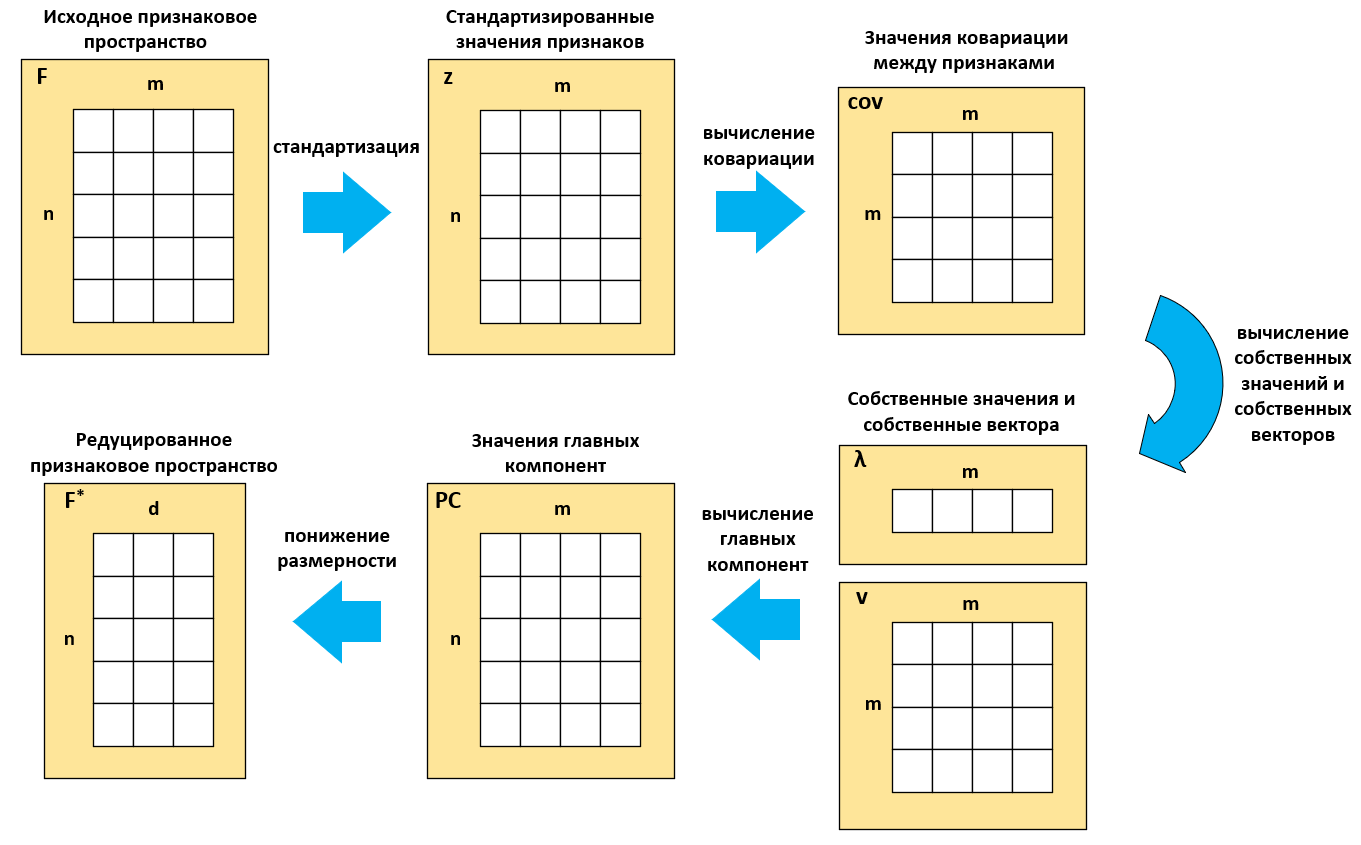 Исходное признаковое
пространство
F
m
n
стандартизация
Стандартизированные
значения признаков
z
m
n
вычисление
ковариации
Значения ковариации
между признаками
cov
m
m
вычисление
собственных
значений и
собственных
векторов
Собственные значения и
собственные вектора
λ
m
v
m
m
вычисление
главных
компонент
Значения главных
компонент
PC
m
n
понижение
размерности
Редуцированное
признаковое пространство
F*
d
n